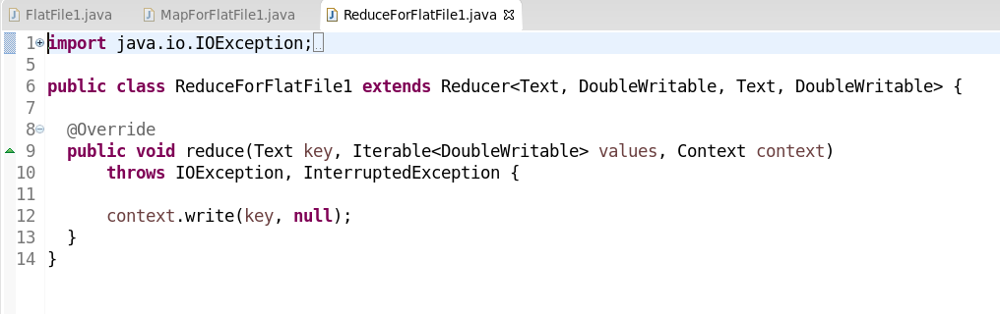 FlatFile1.java MapForFlatFile1.java ReduceForFlatFile1.java
1 import java.io.IOException;
5
6 public class ReduceForFlatFile1 extends Reducer<Text, DoubleWritable, Text, DoubleWritable> {
7
8 @Override
9 public void reduce(Text key, Iterable<DoubleWritable> values, Context context)
10 throws IOException, InterruptedException {
11
12 context.write(key, null);
13 }
14 }